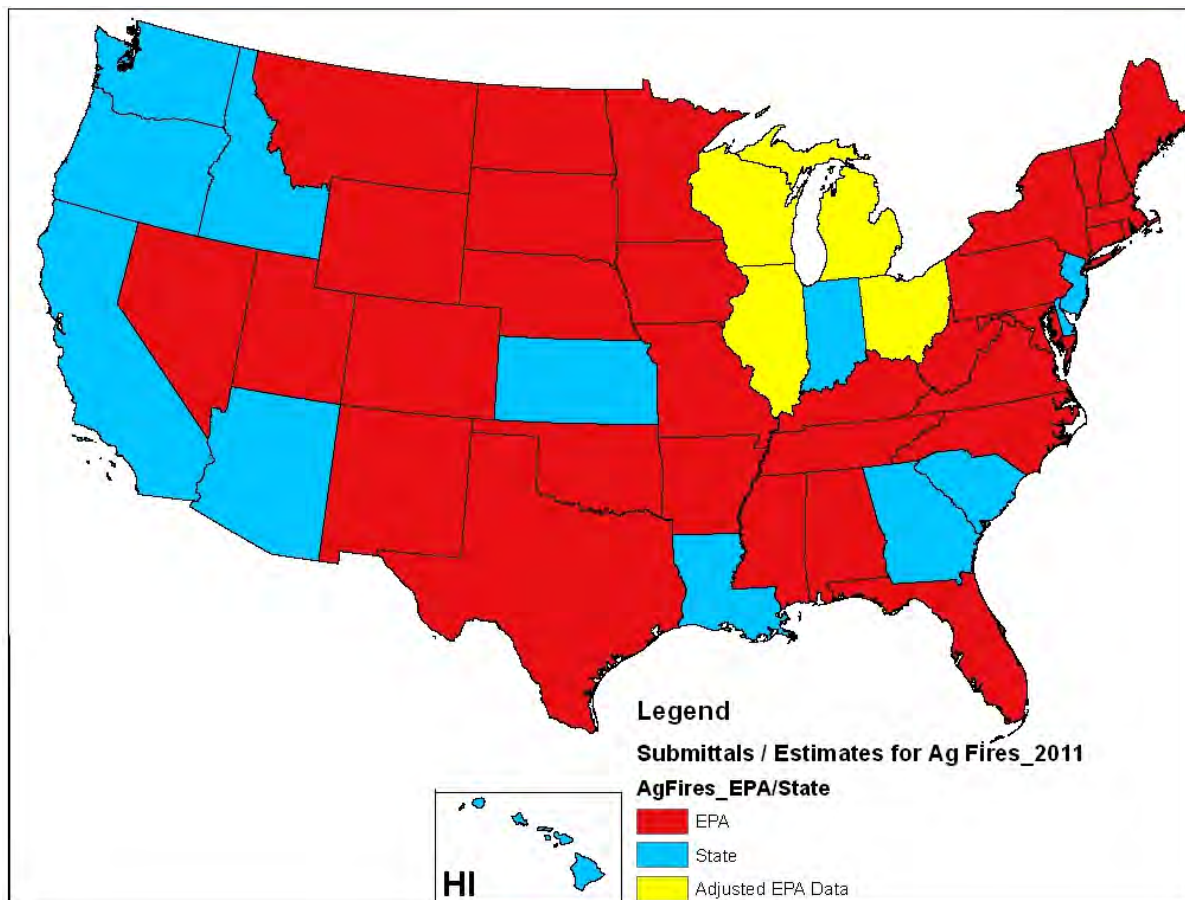 Legend
Submittals / Estimates for Ag Fires_2011
AgFires_EPA/State
EPA
State
Adjusted EPA Data
HI